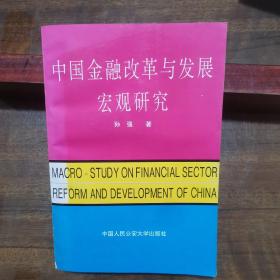 中国金融改革与发展
宏观研究
孙强 著
MACRO-STUDY ON FINANCIAL SECTOR
REFORM AND DEVELOPMENT OF CHINA
中国人民公安大学出版社